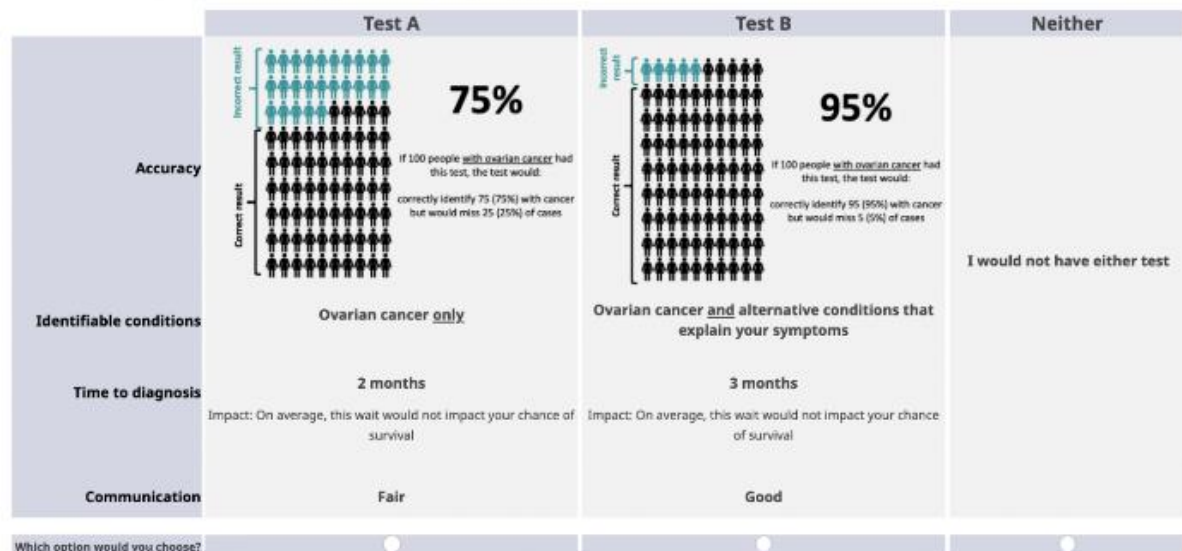 Test A
Test B
Neither
Accuracy
Incorrect result
Correct result
75%
If 100 people with ovarian cancer had
this test, the test would:
correctly identify 75 (75%) with cancer
but would miss 25 (25%) of cases
Incorrect
result
Correct result
95%
If 100 people with ovarian cancer had
this test, the test would:
correctly identify 95 (95%) with cancer
but would miss 5 (5%) of cases
I would not have either test
Identifiable conditions
Ovarian cancer only
Ovarian cancer and alternative conditions that
explain your symptoms
Time to diagnosis
2 months
Impact: On average, this wait would not impact your chance of
survival
3 months
Impact: On average, this wait would not impact your chance
of survival
Communication
Fair
Good
Which option would you choose?